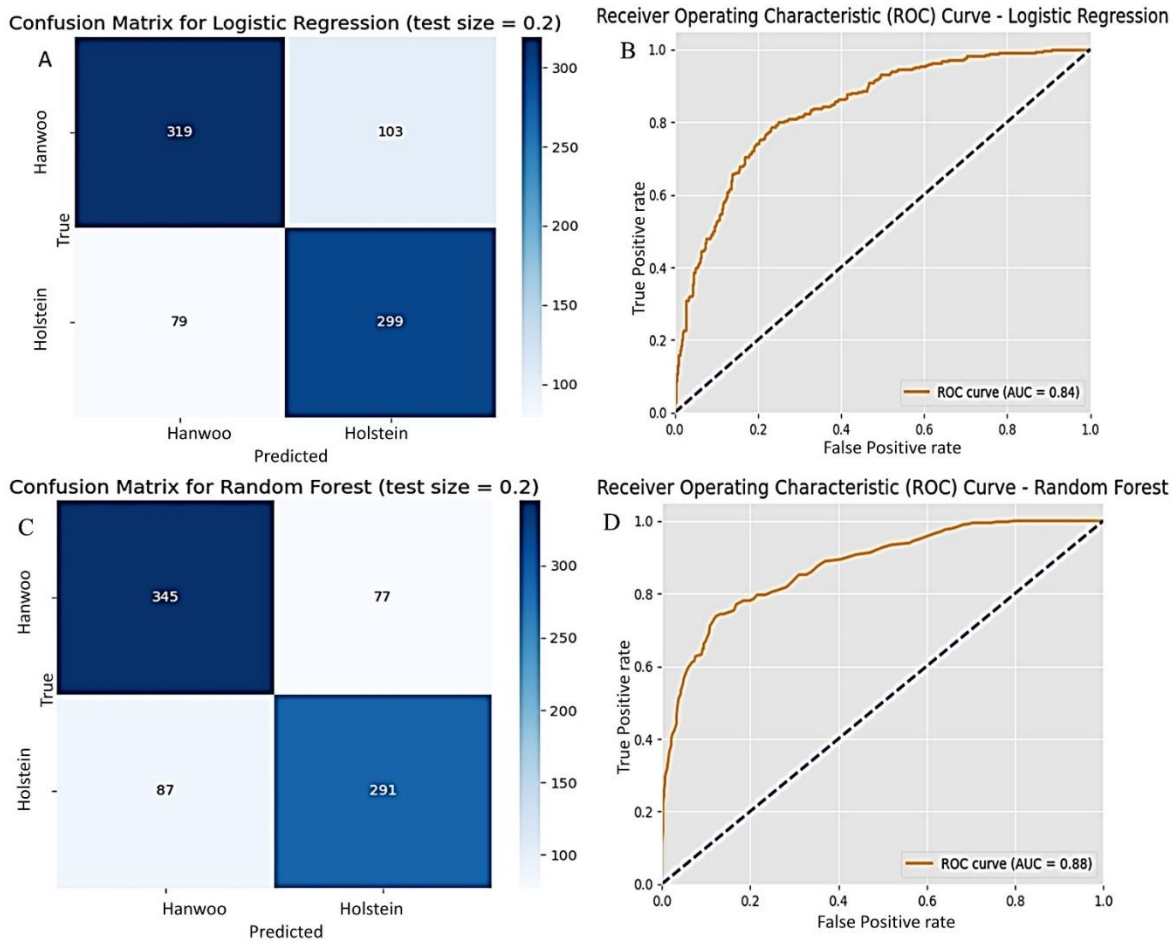 Confusion Matrix for Logistic Regression (test size = 0.2)
A
Hanwoo
True
Holstein
319
103
79
299
Hanwoo
Holstein
Predicted
300
250
200
150
100
Receiver Operating Characteristic (ROC) Curve - Logistic Regression
B
True Positive rate
1.0
0.8
0.6
0.4
0.2
0.0
ROC curve (AUC = 0.84)
0.0 0.2 0.4 0.6 0.8 1.0
False Positive rate
Confusion Matrix for Random Forest (test size = 0.2)
C
Hanwoo
True
Holstein
345
77
87
291
Hanwoo
Holstein
Predicted
300
250
200
150
100
Receiver Operating Characteristic (ROC) Curve - Random Forest
D
True Positive rate
1.0
0.8
0.6
0.4
0.2
0.0
ROC curve (AUC = 0.88)
0.0 0.2 0.4 0.6 0.8 1.0
False Positive rate